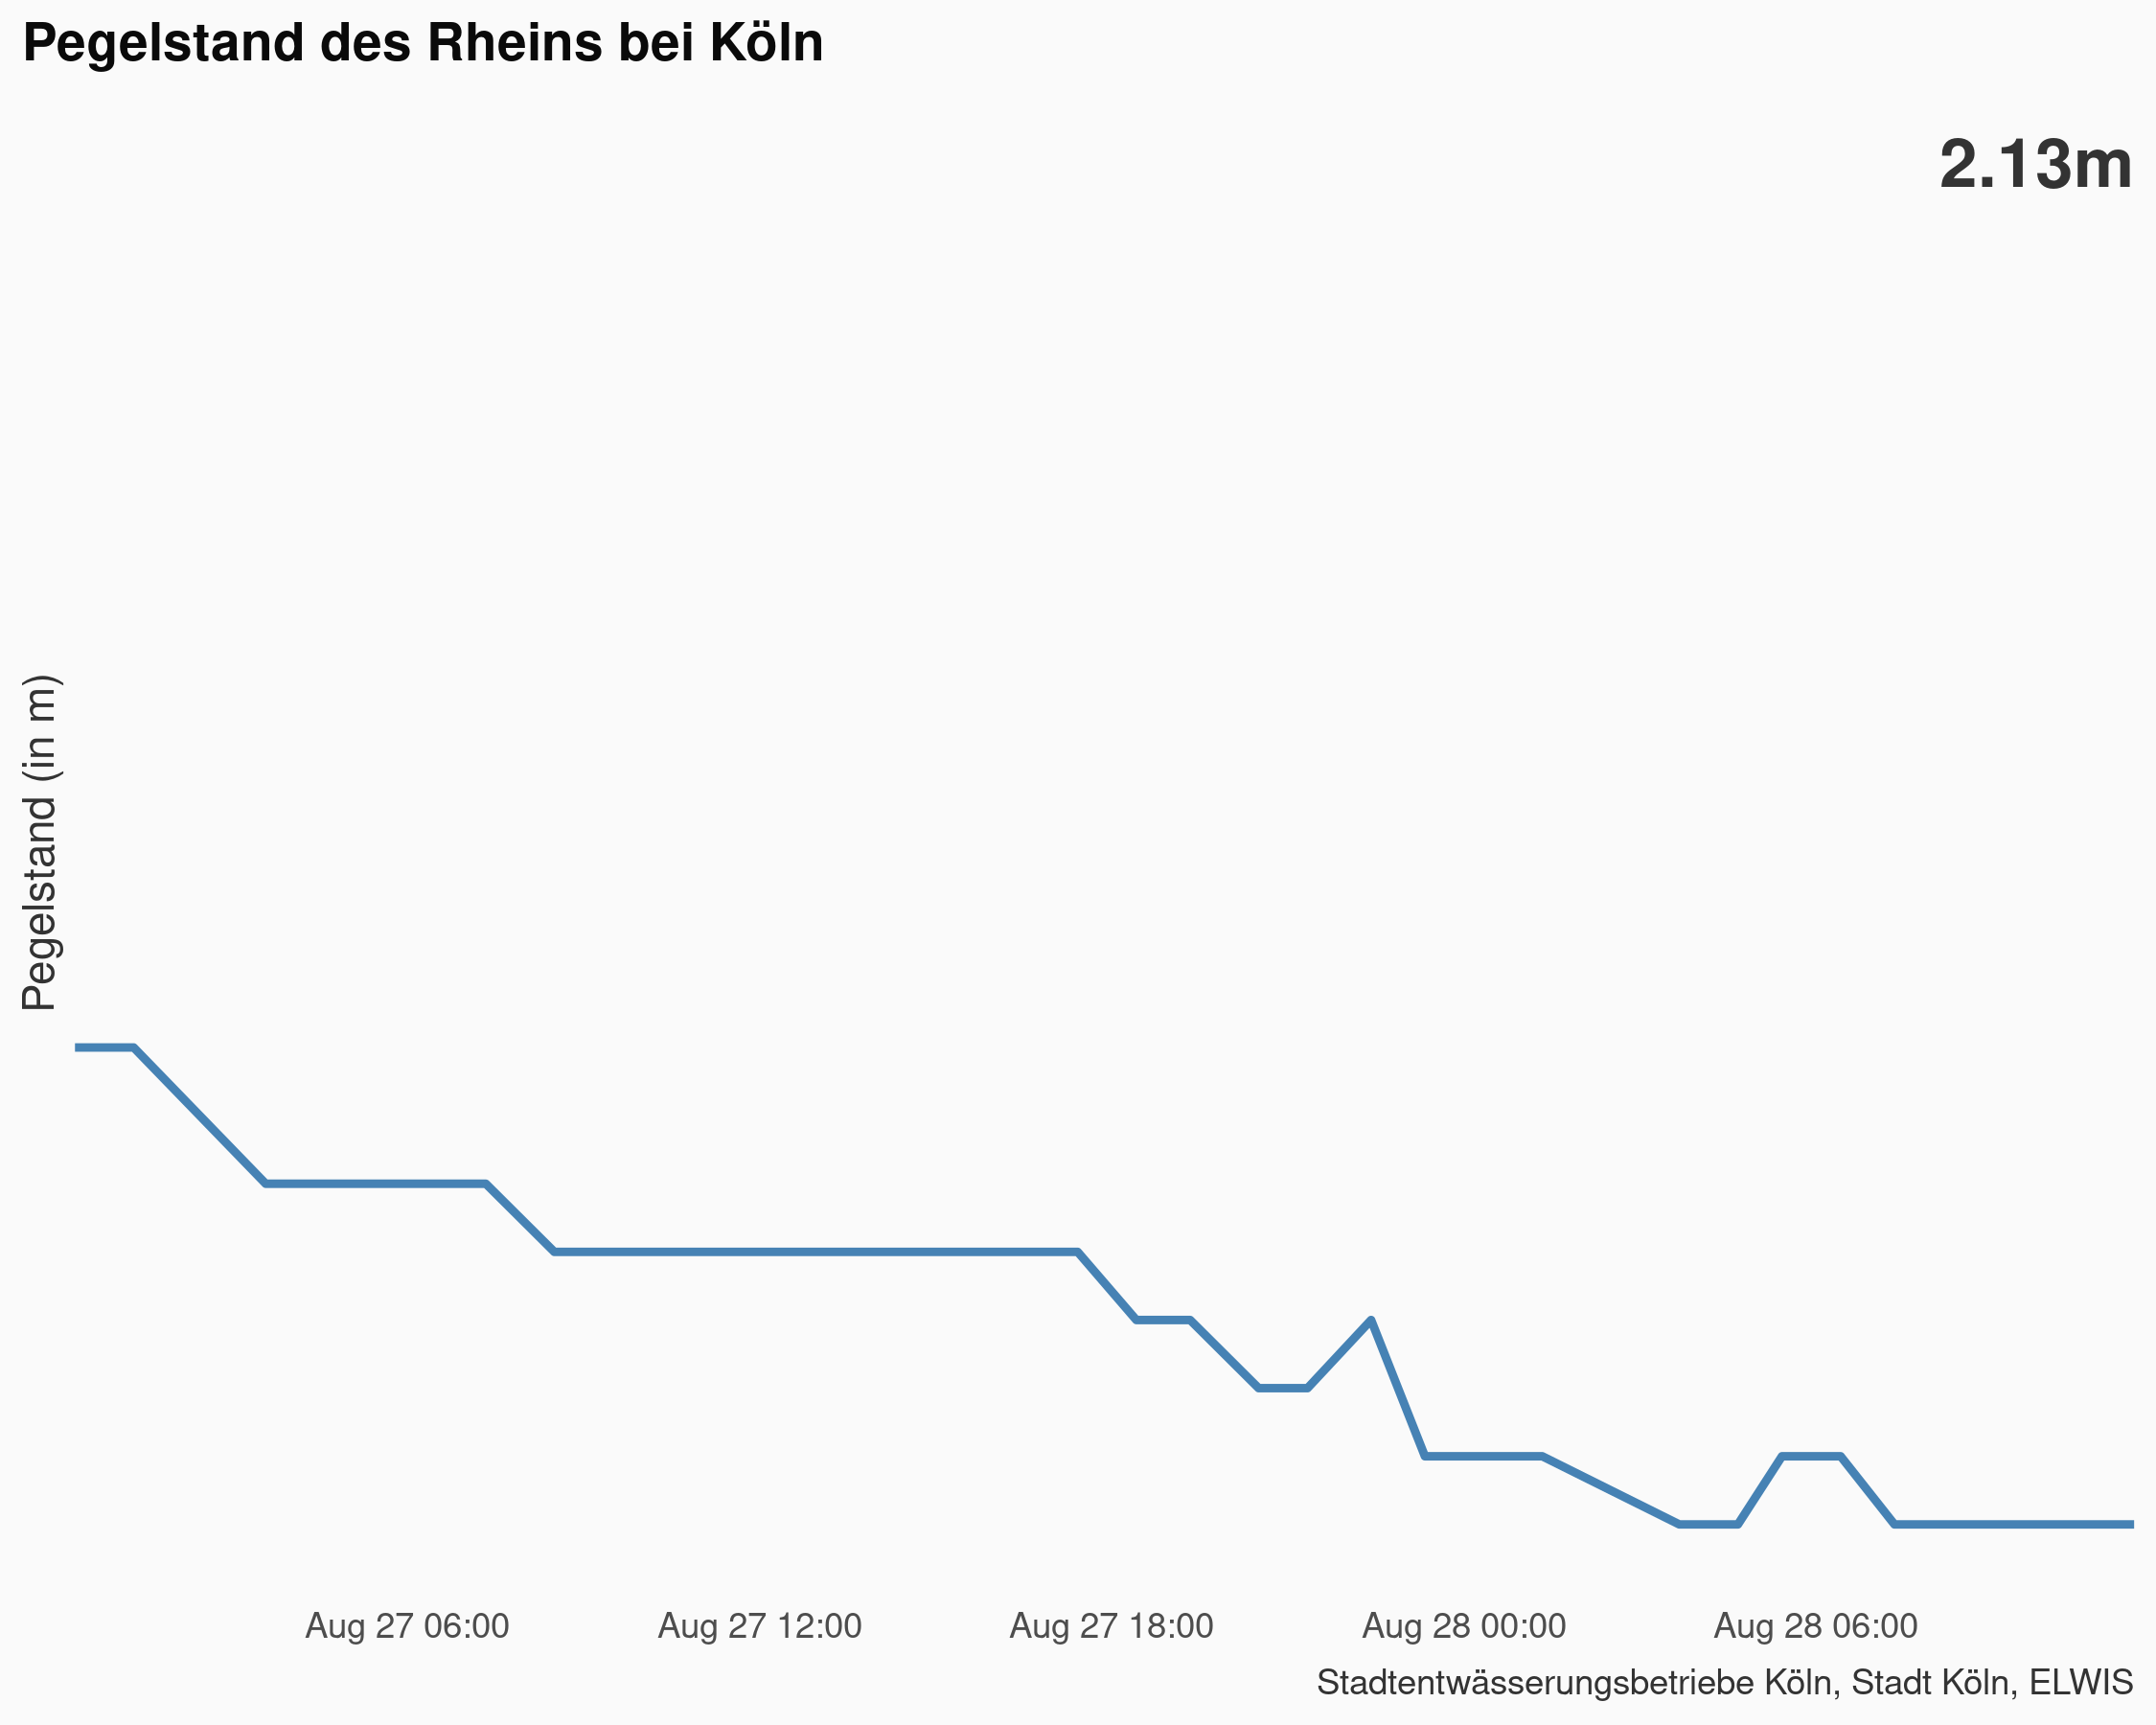 Pegelstand des Rheins bei Köln
2.13m
Pegelstand (in m)
Aug 27 06:00 Aug 27 12:00 Aug 27 18:00 Aug 28 00:00 Aug 28 06:00
Stadtentwässerungsbetriebe Köln, Stadt Köln, ELWIS